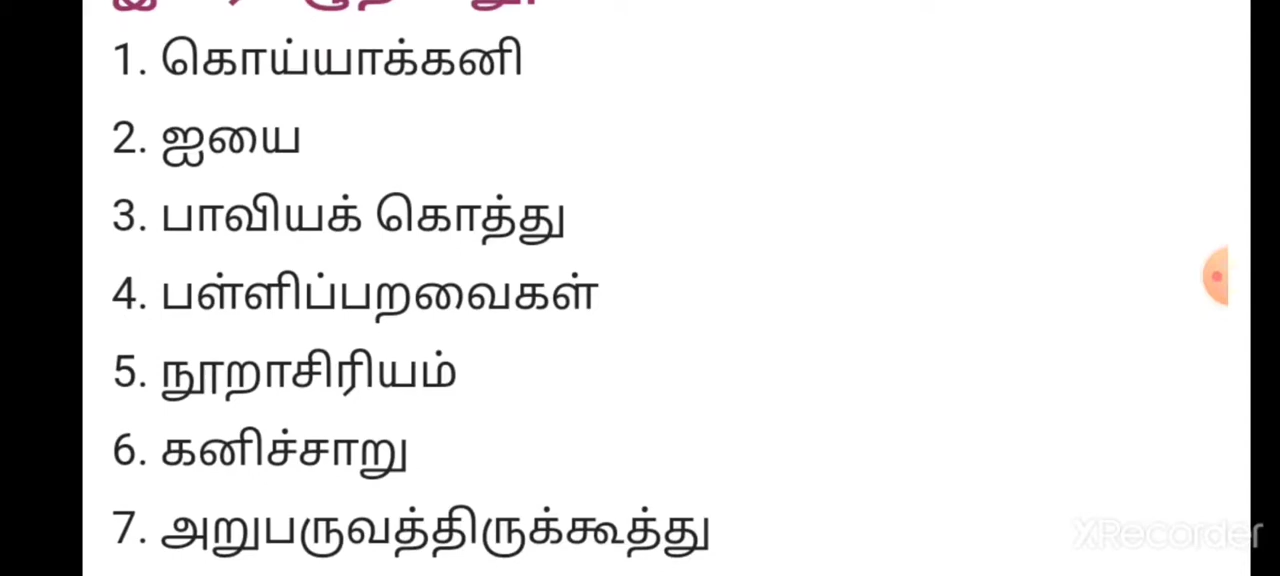 1. கொய்யாக்கனி
2. ஐயை
3. பாவியக் கொத்து
4. பள்ளிப்பறவைகள்
5. நூறாசிரியம்
6. கனிச்சாறு
7. அறுபருவத்திருக்கூத்து
XRecorder